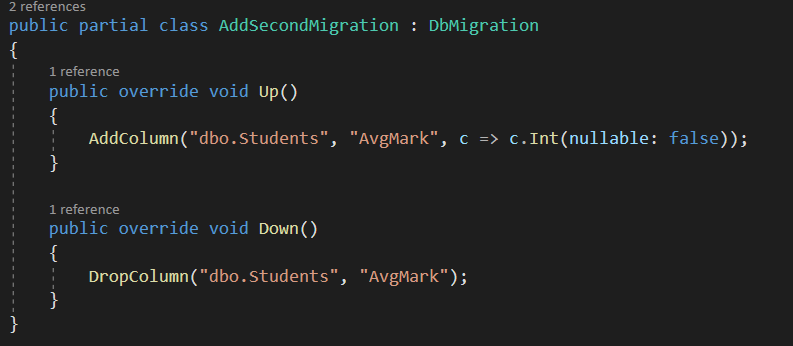 2 references
public partial class AddSecondMigration : DbMigration
{
1 reference
public override void Up()
{
AddColumn("dbo.Students", "AvgMark", c => c.Int(nullable: false));
}
1 reference
public override void Down()
{
DropColumn("dbo.Students", "AvgMark");
}
}